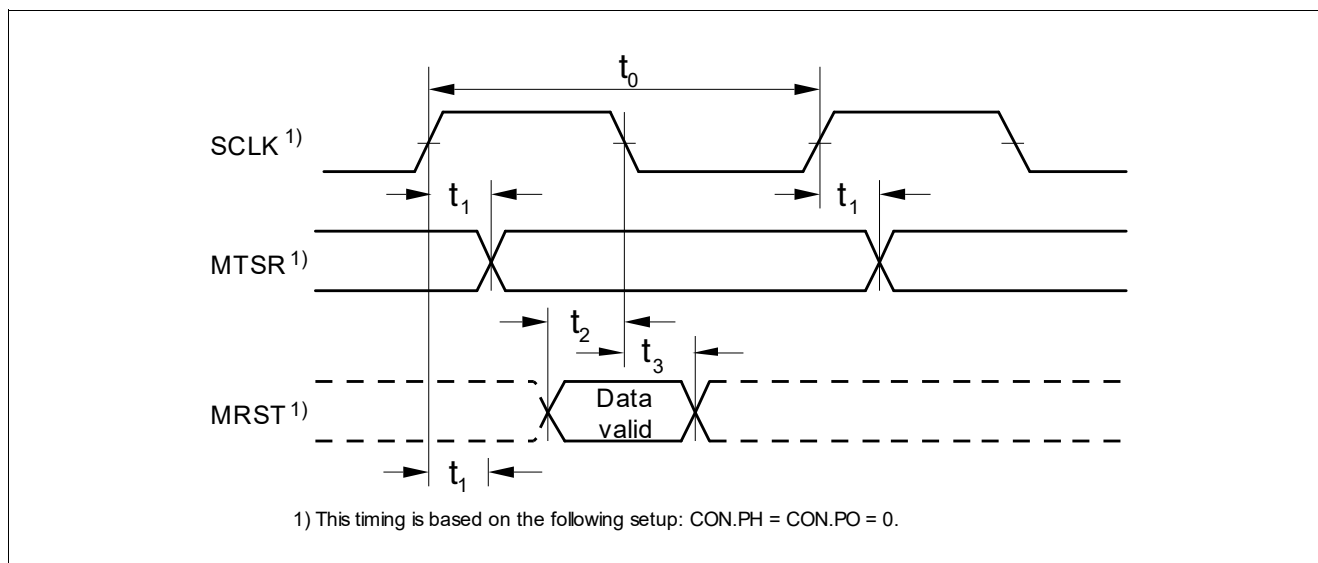 t0
SCLK 1)
t1 t1
MTSR 1)
t2
t3
MRST 1) Data valid
t1
1) This timing is based on the following setup: CON.PH = CON.PO = 0.